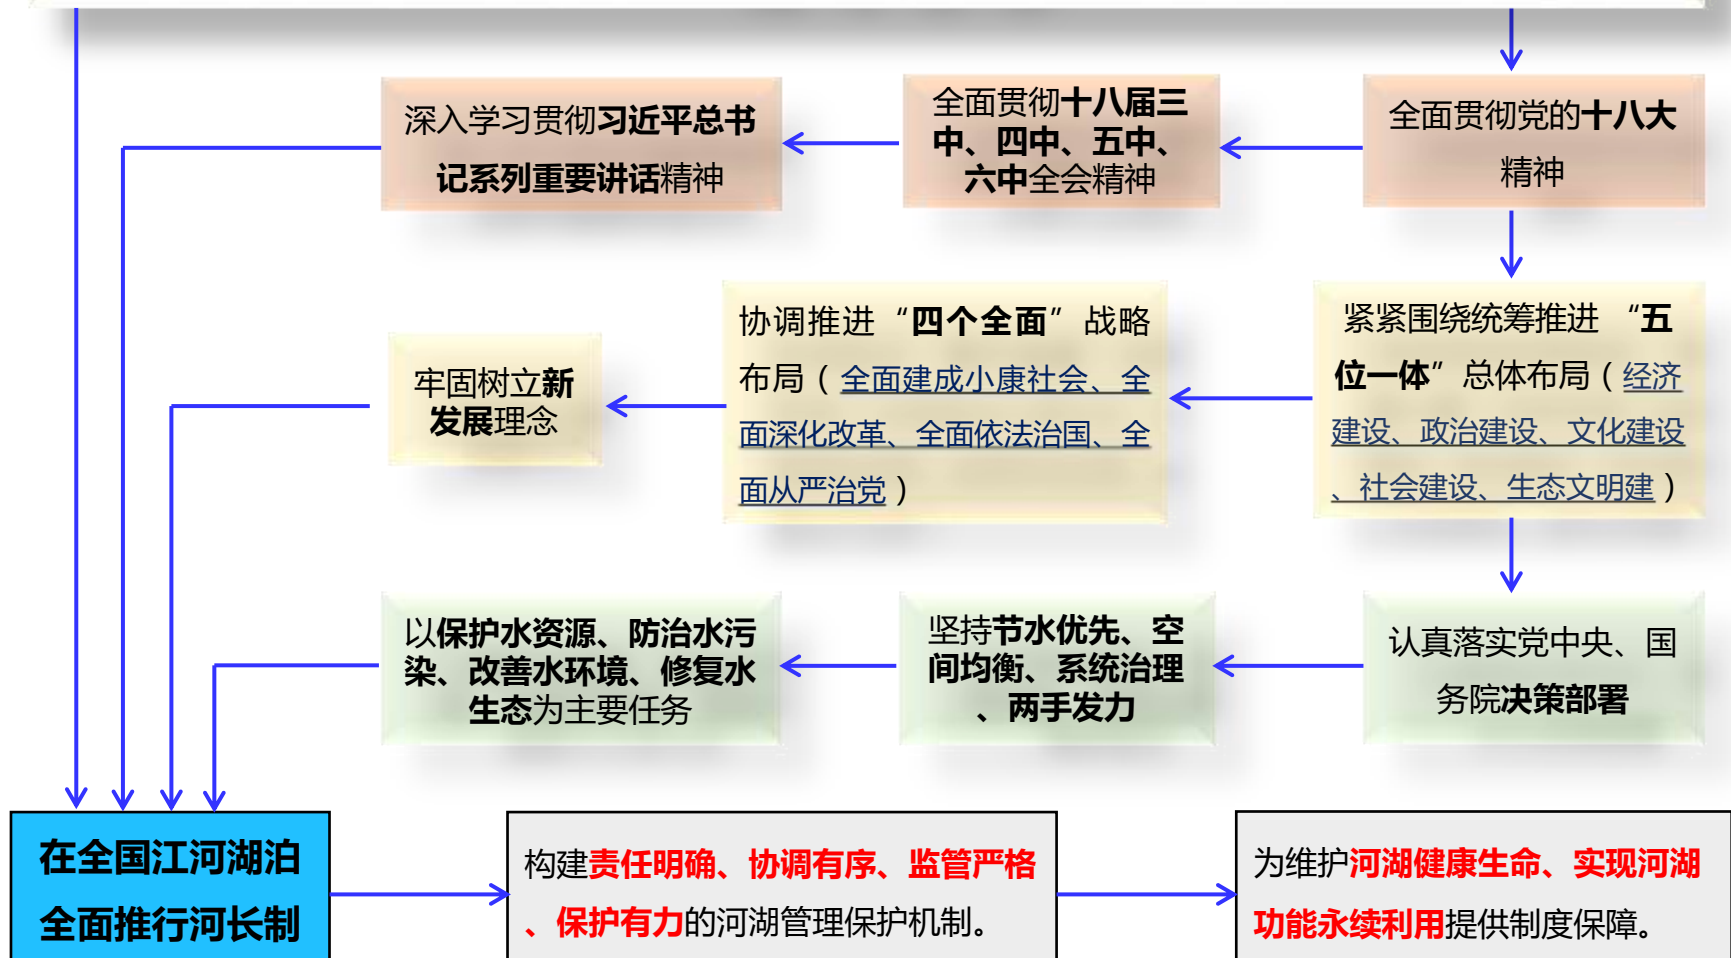 深入学习贯彻习近平总书
记系列重要讲话精神
全面贯彻十八届三
中、四中、五中、
六中全会精神
全面贯彻党的十八大
精神
牢固树立新
发展理念
协调推进“四个全面”战略
布局（全面建成小康社会、全
面深化改革、全面依法治国、全
面从严治党）
紧紧围绕统筹推进 “五
位一体”总体布局（经济
建设、政治建设、文化建设
、社会建设、生态文明建）
以保护水资源、防治水污
染、改善水环境、修复水
生态为主要任务
坚持节水优先、空
间均衡、系统治理
、两手发力
认真落实党中央、国
务院决策部署
在全国江河湖泊
全面推行河长制
构建责任明确、协调有序、监管严格
、保护有力的河湖管理保护机制。
为维护河湖健康生命、实现河湖
功能永续利用提供制度保障。